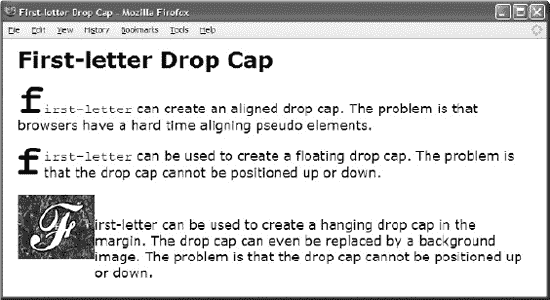 First-letter Drop Cap - Mozilla Firefox
File Edit View History Bookmarks Tools Help
First-letter Drop Cap
first-letter can create an aligned drop cap. The problem is that
browsers have a hard time aligning pseudo elements.
first-letter can be used to create a floating drop cap. The problem is
that the drop cap cannot be positioned up or down.
First-letter can be used to create a hanging drop cap in the
margin. The drop cap can even be replaced by a background
image. The problem is that the drop cap cannot be positioned up
or down.